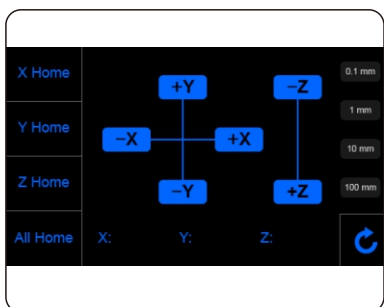 X Home
Y Home
Z Home
All Home
+Y
−X
+X
−Y
−Z
+Z
X:
Y:
Z:
0.1 mm
1 mm
10 mm
100 mm